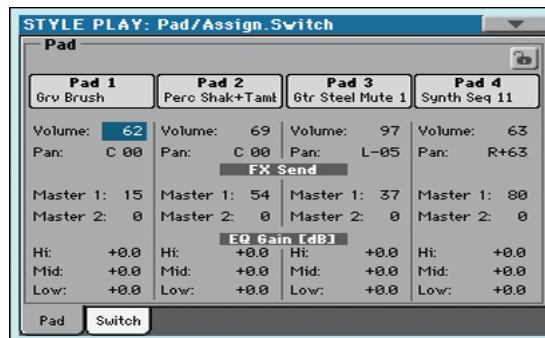 STYLE PLAY: Pad/Assign.Switch
Pad
Pad 1 Pad 2 Pad 3 Pad 4
Grv Brush Perc Shak+Tamb Gtr Steel Mute 1 Synth Seq 11
Volume: 62 Volume: 69 Volume: 97 Volume: 63
Pan: C 00 Pan: C 00 Pan: L-05 Pan: R+63
FX Send
Master 1: 15 Master 1: 54 Master 1: 37 Master 1: 80
Master 2: 0 Master 2: 0 Master 2: 0 Master 2: 0
EQ Gain [dB]
Hi: +0.0 Hi: +0.0 Hi: +0.0 Hi: +0.0
Mid: +0.0 Mid: +0.0 Mid: +0.0 Mid: +0.0
Low: +0.0 Low: +0.0 Low: +0.0 Low: +0.0
Pad Switch